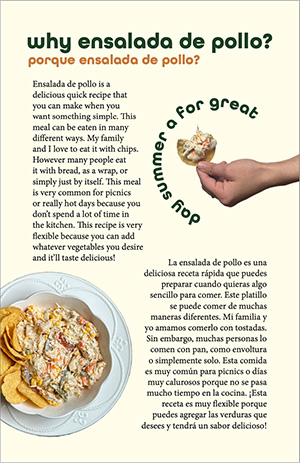 why ensalada de pollo?
porque ensalada de pollo?
Ensalada de pollo is a
delicious quick recipe that
you can make when you
want something simple. This
meal can be eaten in many
different ways. My family
and I love to eat it with chips.
However many people eat
it with bread, as a wrap, or
simply just by itself. This meal
is very common for picnics
or really hot days because you
don't spend a lot of time in
the kitchen. This recipe is very
flexible because you can add
whatever vegetables you desire
and it'll taste delicious!
day summer a for great
La ensalada de pollo es una
deliciosa receta rápida que puedes
preparar cuando quieras algo
sencillo para comer. Este platillo
se puede comer de muchas
maneras diferentes. Mi familia y
yo amamos comerlo con tostadas.
Sin embargo, muchas personas lo
comen con pan, como envoltura
o simplemente solo. Esta comida
es muy común para picnics o días
muy calurosos porque no se pasa
mucho tiempo en la cocina. ¡Esta
receta es muy flexible porque
puedes agregar las verduras que
desees y tendrá un sabor delicioso!